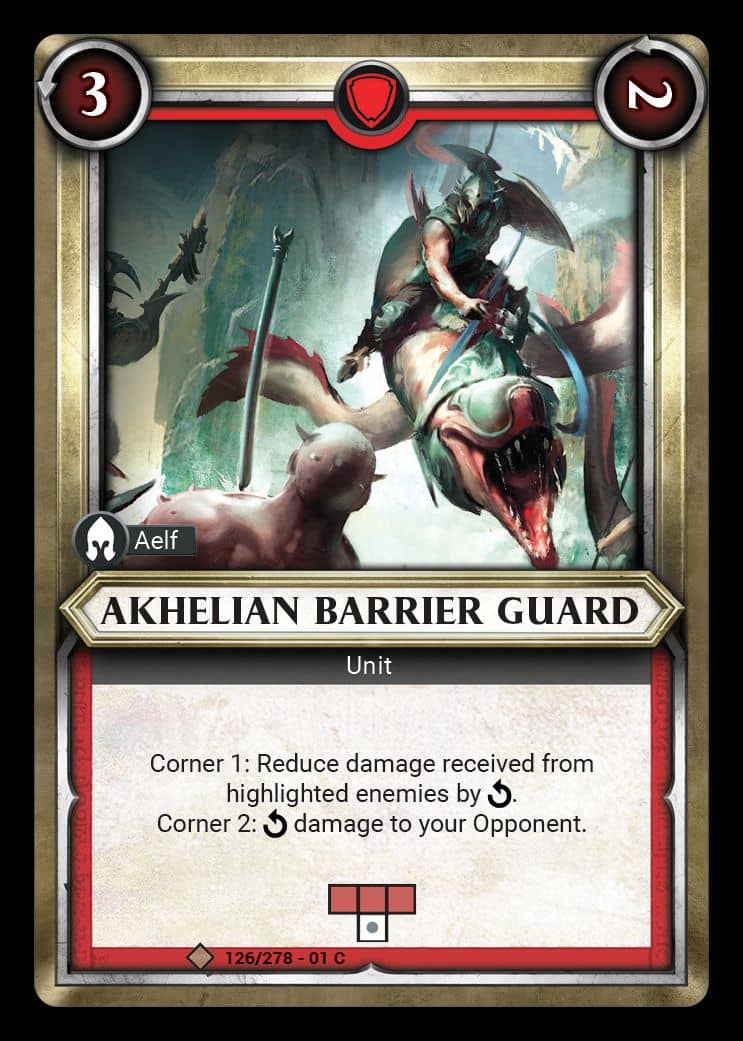 3
2
Aelf
AKHELIAN BARRIER GUARD
Unit
Corner 1: Reduce damage received from
highlighted enemies by .
Corner 2: damage to your Opponent.
126/278 - 01 C